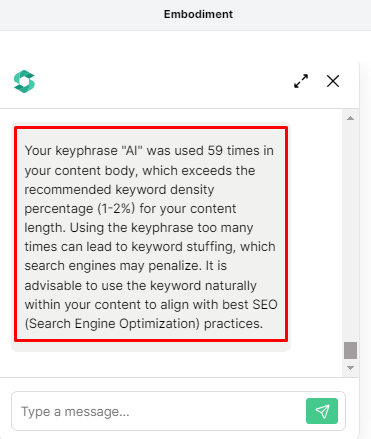 Embodiment
Your keyphrase "AI" was used 59 times in
your content body, which exceeds the
recommended keyword density
percentage (1-2%) for your content
length. Using the keyphrase too many
times can lead to keyword stuffing, which
search engines may penalize. It is
advisable to use the keyword naturally
within your content to align with best SEO
(Search Engine Optimization) practices.
Type a message...